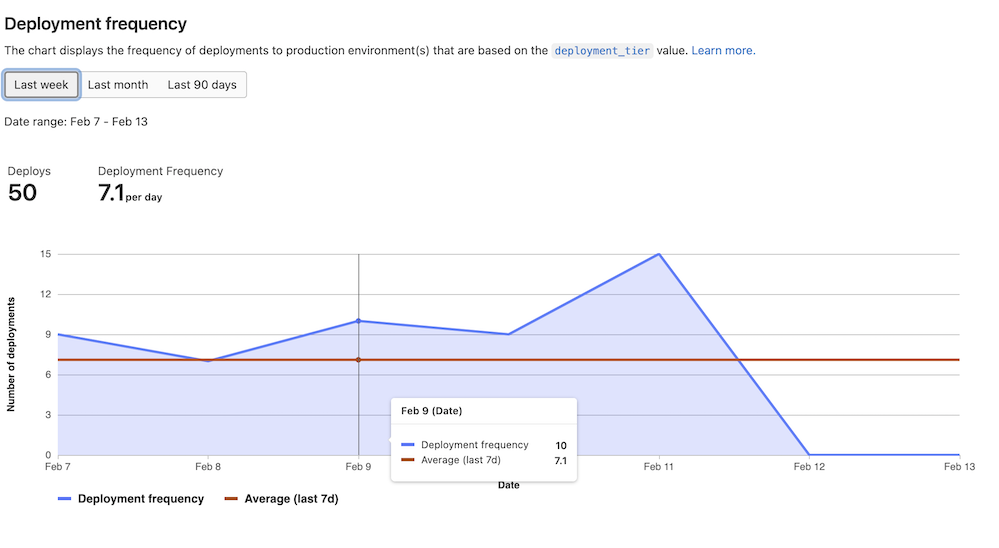 Deployment frequency
The chart displays the frequency of deployments to production environment(s) that are based on the deployment_tier value. Learn more.
Last week Last month Last 90 days
Date range: Feb 7 - Feb 13
Deploys Deployment Frequency
50 7.1 per day
Number of deployments
15
12
9
6
3
0
Feb 9 (Date)
Deployment frequency 10
Average (last 7d) 7.1
Feb 7 Feb 8 Feb 9 Feb 11 Feb 12 Feb 13
Date
Deployment frequency Average (last 7d)